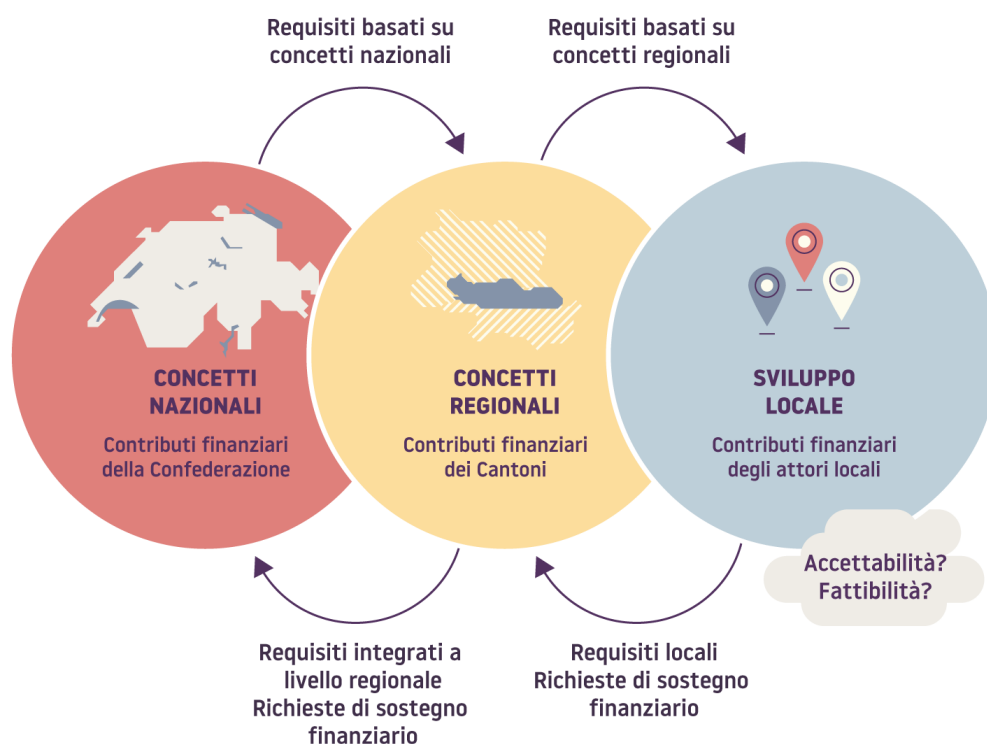 Requisiti basati su
concetti nazionali
Requisiti basati su
concetti regionali
CONCETTI
NAZIONALI
Contributi finanziari
della Confederazione
CONCETTI
REGIONALI
Contributi finanziari
dei Cantoni
SVILUPPO
LOCALE
Contributi finanziari
degli attori locali
Accettabilità?
Fattibilità?
Requisiti integrati a
livello regionale
Richieste di sostegno
finanziario
Requisiti locali
Richieste di sostegno
finanziario